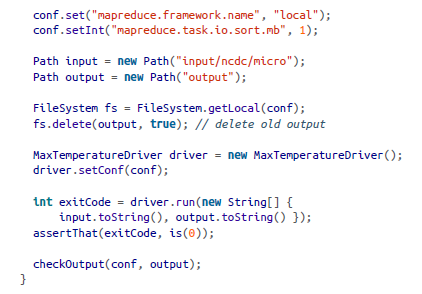 conf.set("mapreduce.framework.name", "local");
conf.setInt("mapreduce.task.io.sort.mb", 1);
Path input = new Path("input/ncdc/micro");
Path output = new Path("output");
FileSystem fs = FileSystem.getLocal(conf);
fs.delete(output, true); // delete old output
MaxTemperatureDriver driver = new MaxTemperatureDriver();
driver.setConf(conf);
int exitCode = driver.run(new String[] {
input.toString(), output.toString() });
assertThat(exitCode, is(0));
checkOutput(conf, output);
}